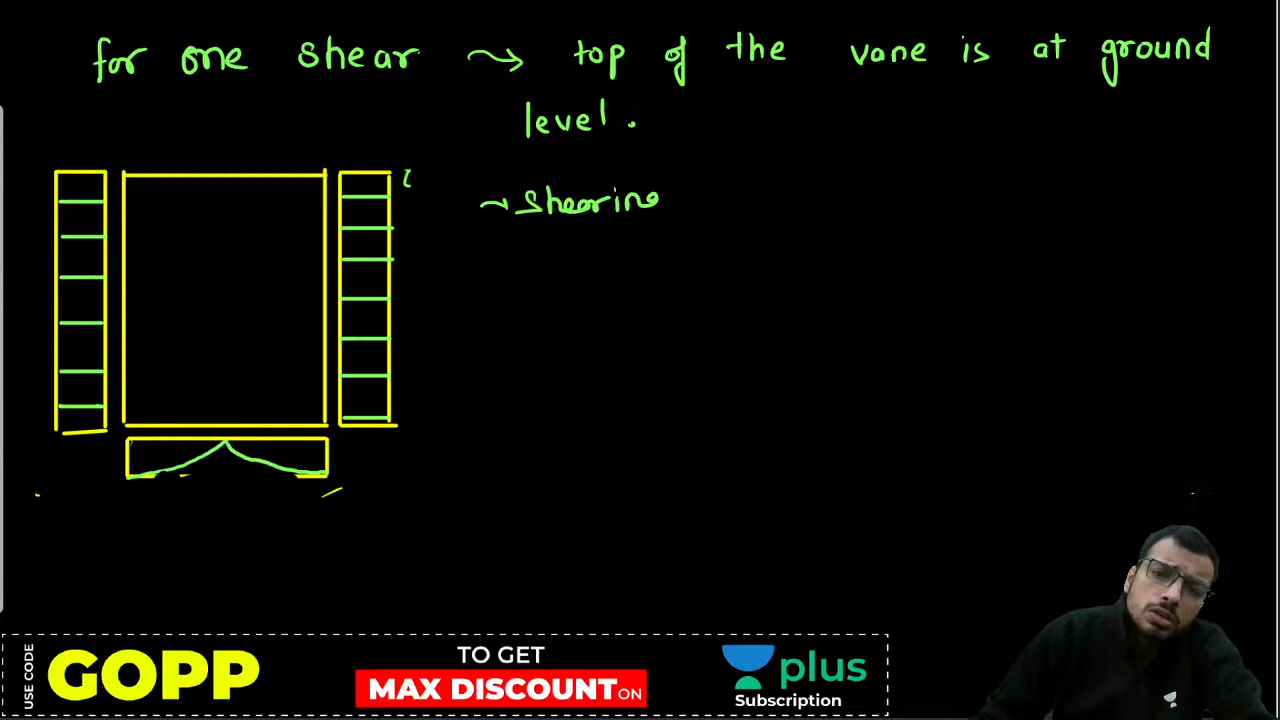 for one shear → top of the vane is at ground
level.
→ shearing
USE CODE
GOPP
TO GET
MAX DISCOUNT ON
plus
Subscription